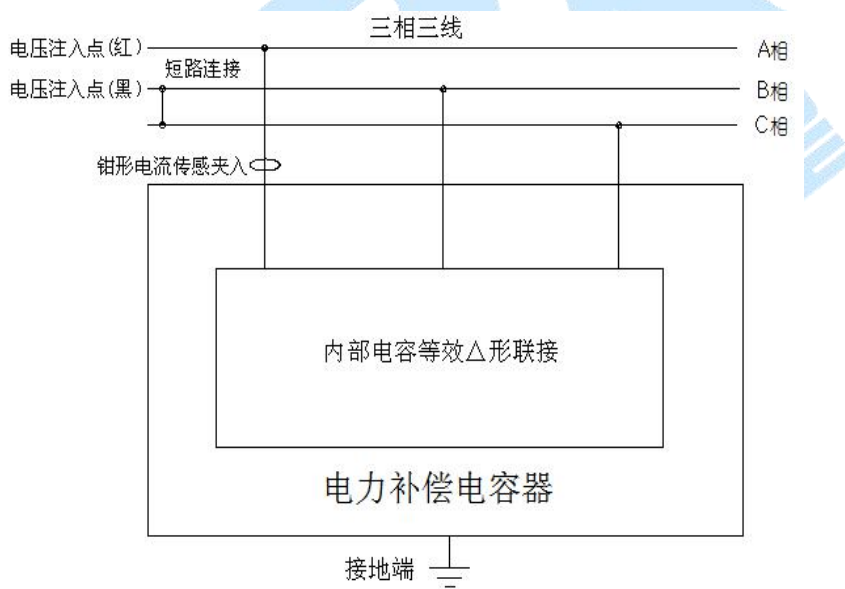 三相三线
电压注入点(红)
A相
短路连接
电压注入点(黑)
B相
C相
钳形电流传感夹入
内部电容等效△形联接
电力补偿电容器
接地端